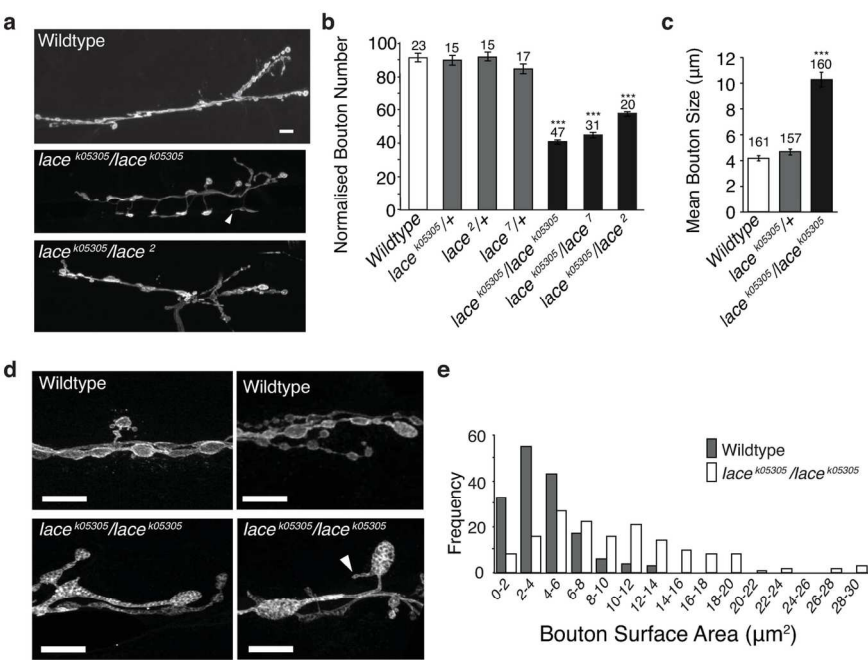 a
Wildtype
lace k05305/lace k05305
lace k05305/lace 2
b
Normalised Bouton Number
100
80
60
40
20
0
23
15
15
17
***
47
***
31
***
20
Wildtype
lace k05305/+
lace 2/+
lace 7/+
lace k05305/lace k05305
lace k05305/lace 7
lace k05305/lace 2
c
Mean Bouton Size (µm)
12
10
8
6
4
2
0
161
157
***
160
Wildtype
lace k05305/+
lace k05305/lace k05305
d
Wildtype
Wildtype
lace k05305/lace k05305
lace k05305/lace k05305
e
Frequency
60
40
20
0
Wildtype
lace k05305/lace k05305
0-2
2-4
4-6
6-8
8-10
10-12
12-14
14-16
16-18
18-20
20-22
22-24
24-26
26-28
28-30
Bouton Surface Area (µm2)